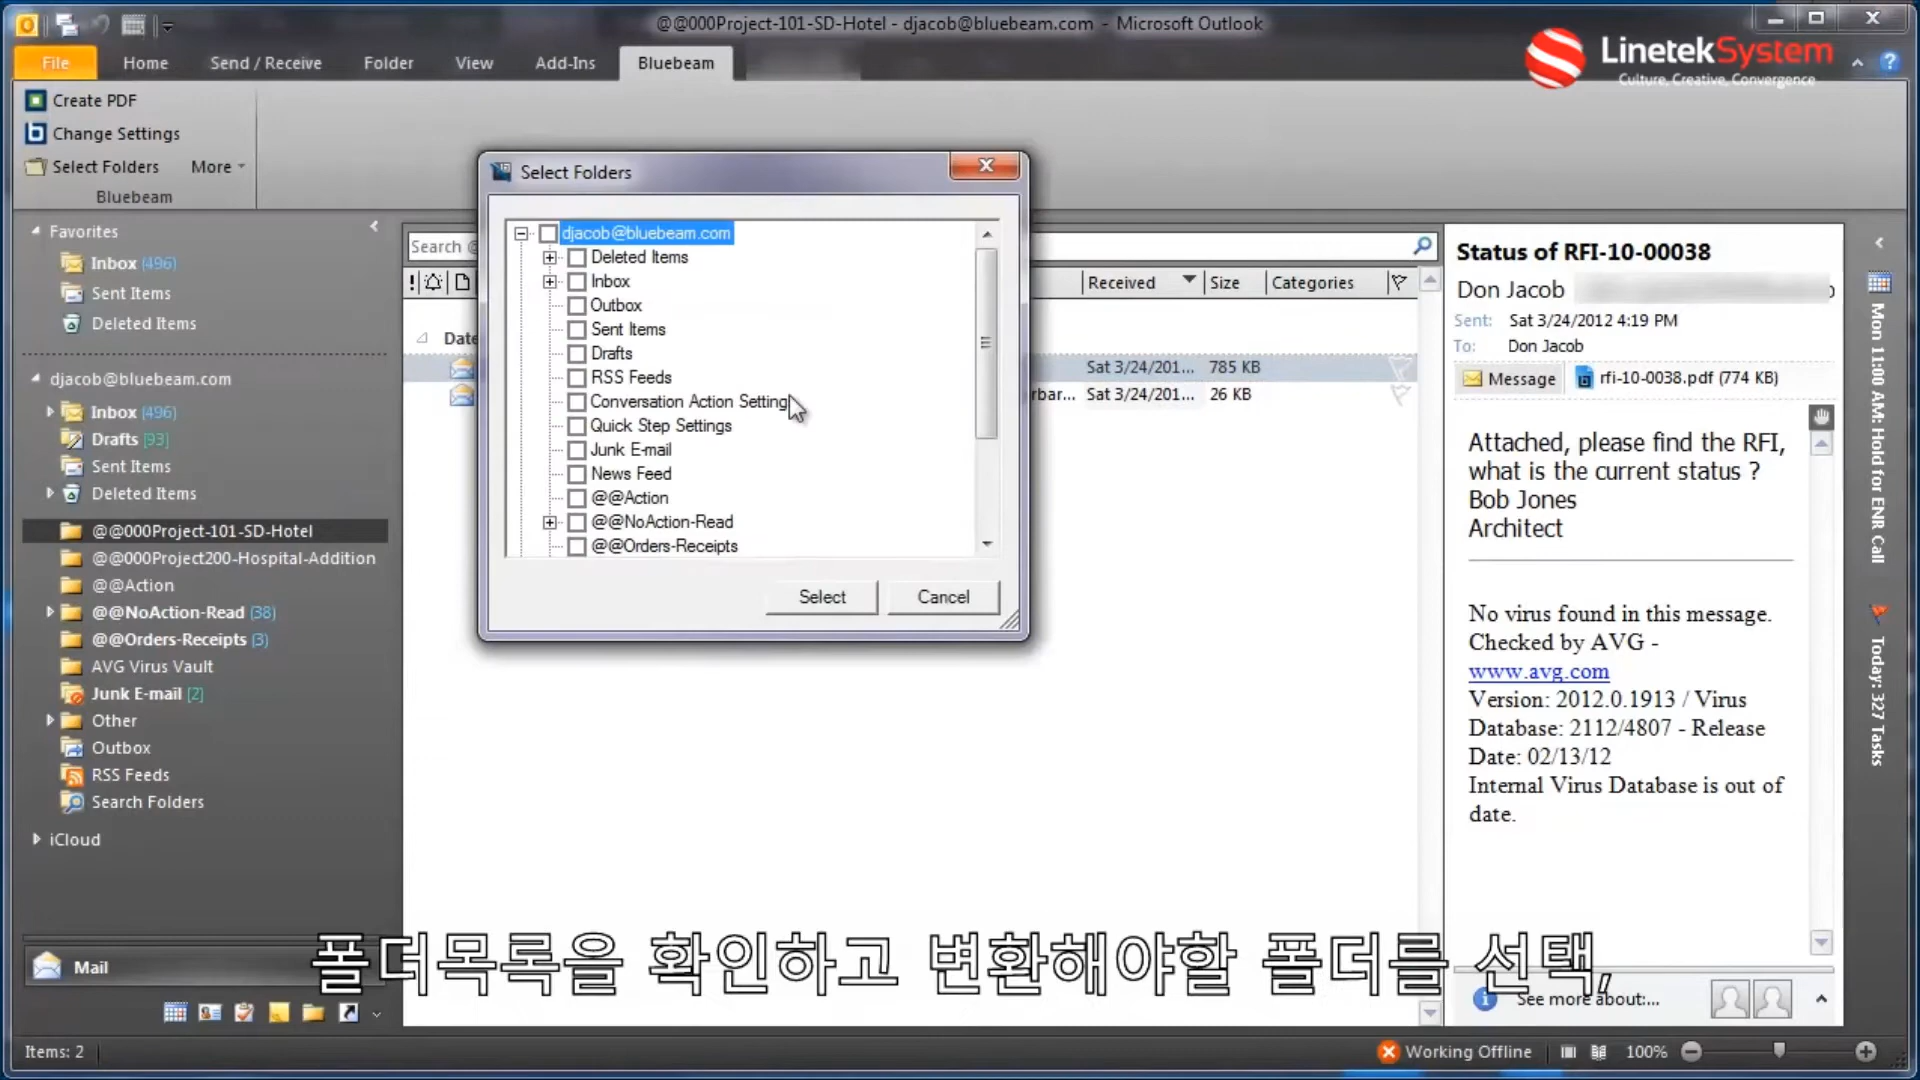 @@000Project-101-SD-Hotel - djacob@bluebeam.com - Microsoft Outlook
LinetekSystem
Culture, Creative, Convergence
File Home Send / Receive Folder View Add-Ins Bluebeam
Create PDF
Change Settings
Select Folders More
Bluebeam
Favorites
Inbox (496)
Sent Items
Deleted Items
djacob@bluebeam.com
Inbox (496)
Drafts [93]
Sent Items
Deleted Items
@@000Project-101-SD-Hotel
@@000Project200-Hospital-Addition
@@Action
@@NoAction-Read (38)
@@Orders-Receipts (3)
AVG Virus Vault
Junk E-mail [2]
Other
Outbox
RSS Feeds
Search Folders
iCloud
Mail
Select Folders
djacob@bluebeam.com
Deleted Items
Inbox
Outbox
Sent Items
Drafts
RSS Feeds
Conversation Action Setting
Quick Step Settings
Junk E-mail
News Feed
@@Action
@@NoAction-Read
@@Orders-Receipts
Select Cancel
Search
Received Size Categories
Date
Sat 3/24/201... 785 KB
rbar... Sat 3/24/201... 26 KB
Status of RFI-10-00038
Don Jacob
Sent: Sat 3/24/2012 4:19 PM
To: Don Jacob
Message rfi-10-0038.pdf (774 KB)
Attached, please find the RFI,
what is the current status ?
Bob Jones
Architect
No virus found in this message.
Checked by AVG -
www.avg.com
Version: 2012.0.1913 / Virus
Database: 2112/4807 - Release
Date: 02/13/12
Internal Virus Database is out of
date.
See more about:...
Mon 11:00 AM: Hold for ENR Call
Today: 327 Tasks
폴더목록을 확인하고 변환해야할 폴더를 선택,
Items: 2
Working Offline 100%